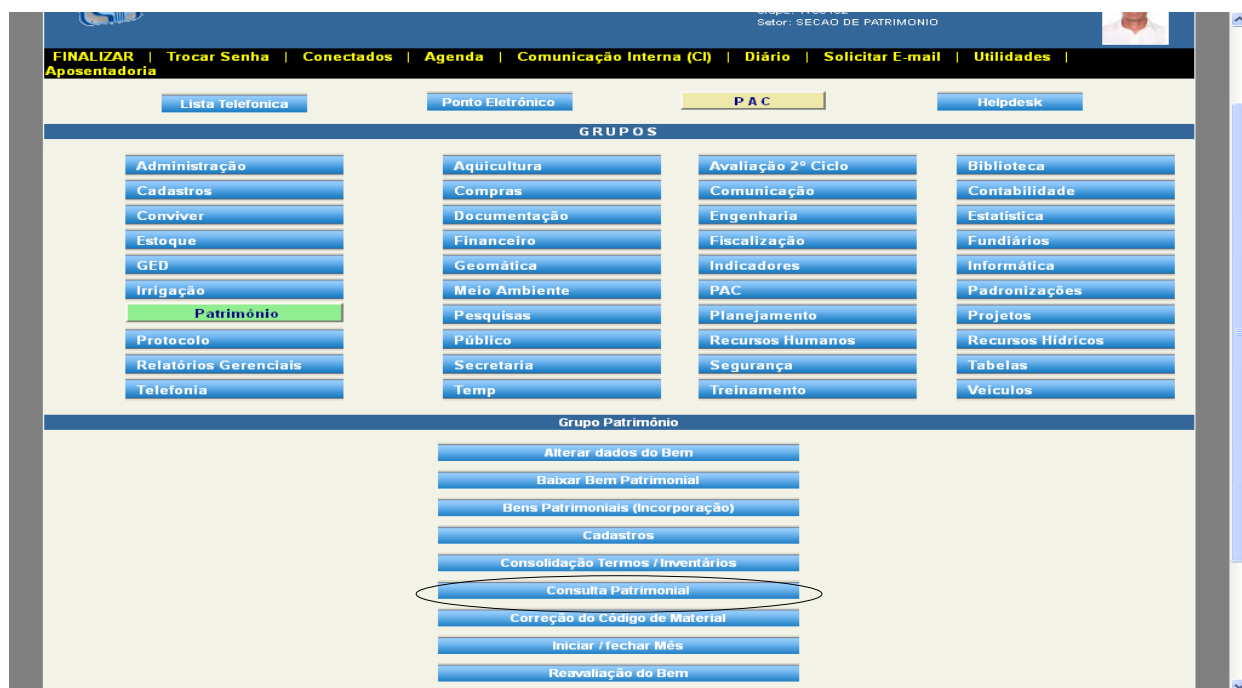 Setor: SECAO DE PATRIMONIO
FINALIZAR | Trocar Senha | Conectados | Agenda | Comunicação Interna (CI) | Diário | Solicitar E-mail | Utilidades |
Aposentadoria
Lista Telefonica Ponto Eletrônico P A C Helpdesk
G R U P O S
Administração Aqüicultura Avaliação 2º Ciclo Biblioteca
Cadastros Compras Comunicação Contabilidade
Conviver Documentação Engenharia Estatística
Estoque Financeiro Fiscalização Fundiários
GED Geomática Indicadores Informática
Irrigação Meio Ambiente PAC Padronizações
Patrimônio Pesquisas Planejamento Projetos
Protocolo Público Recursos Humanos Recursos Hídricos
Relatórios Gerenciais Secretaria Segurança Tabelas
Telefonia Temp Treinamento Veiculos
Grupo Patrimônio
Alterar dados do Bem
Baixar Bem Patrimonial
Bens Patrimoniais (Incorporação)
Cadastros
Consolidação Termos / Inventários
Consulta Patrimonial
Correção do Código de Material
Iniciar / fechar Mês
Reavaliação do Bem